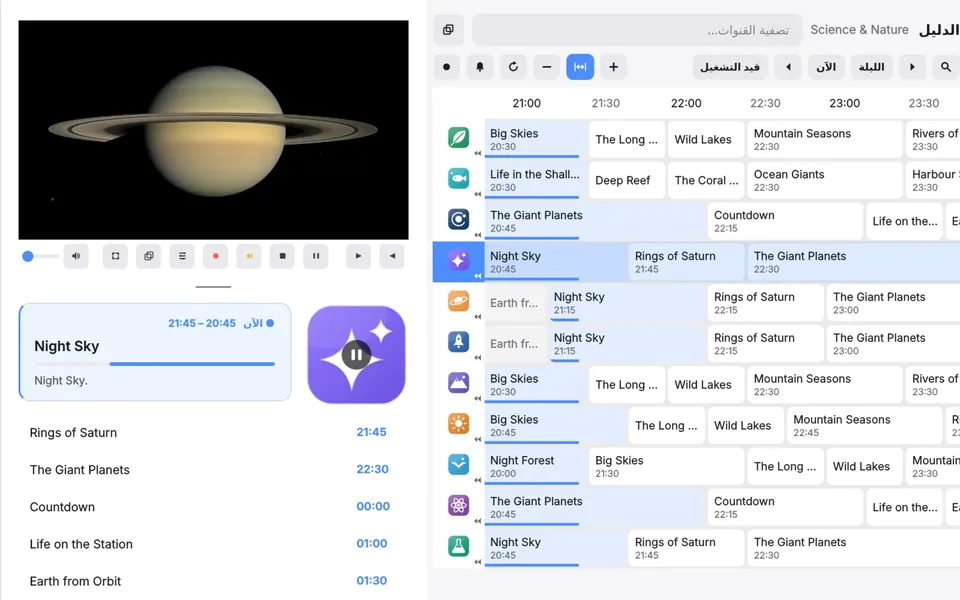 الدليل
Science & Nature
تصفية القنوات...
الليلة
الآن
قيد التشغيل
21:00 21:30 22:00 22:30 23:00 23:30
Big Skies 20:30
The Long ...
Wild Lakes
Mountain Seasons 22:30
Rivers of 23:30
Life in the Shall... 20:30
Deep Reef
The Coral ...
Ocean Giants 22:30
Harbour 23:30
The Giant Planets 20:45
Countdown 22:15
Life on the...
Night Sky 20:45
Rings of Saturn 21:45
The Giant Planets 22:30
Earth fr...
Night Sky 21:15
Rings of Saturn 22:15
The Giant Planets 23:00
Earth fr...
Night Sky 21:15
Rings of Saturn 22:15
The Giant Planets 23:00
Big Skies 20:30
The Long ...
Wild Lakes
Mountain Seasons 22:30
Rivers of 23:30
Big Skies 20:45
The Long ...
Wild Lakes
Mountain Seasons 22:45
Night Forest 20:00
Big Skies 21:30
The Long ...
Wild Lakes
Mountain 23:30
The Giant Planets 20:45
Countdown 22:15
Life on the...
Night Sky 20:45
Rings of Saturn 21:45
The Giant Planets 22:30
الآن 20:45 – 21:45
Night Sky
Night Sky.
Rings of Saturn 21:45
The Giant Planets 22:30
Countdown 00:00
Life on the Station 01:00
Earth from Orbit 01:30